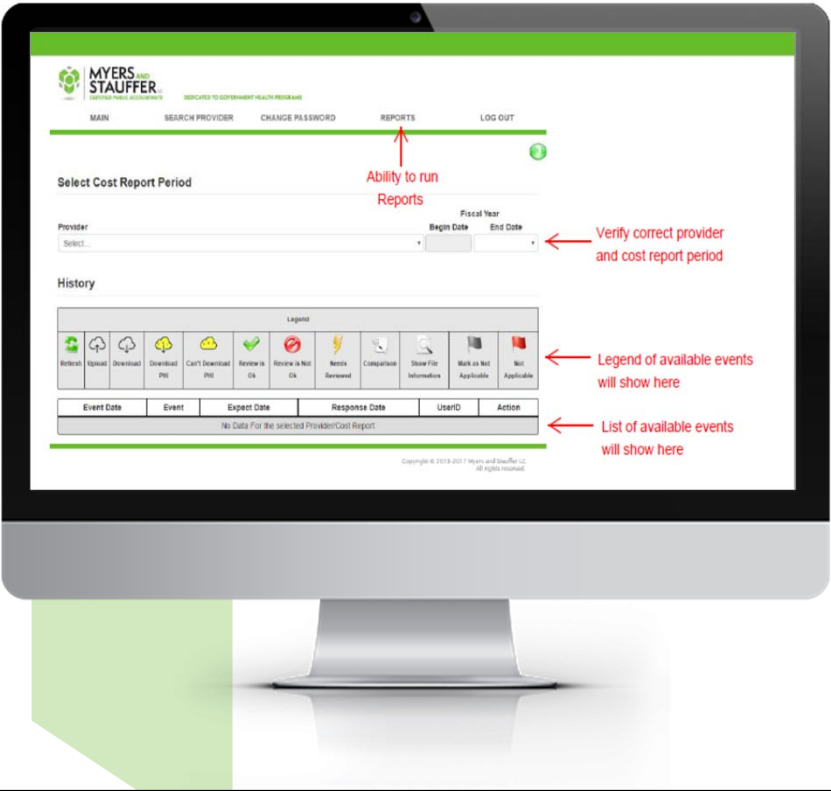 MYERS AND
STAUFFER LC
CERTIFIED PUBLIC ACCOUNTANTS
DEDICATED TO GOVERNMENT HEALTH PROGRAMS
MAIN SEARCH PROVIDER CHANGE PASSWORD REPORTS LOG OUT
Ability to run
Reports
Select Cost Report Period
Fiscal Year
Provider Begin Date End Date
Select...
Verify correct provider
and cost report period
History
Legend
Refresh Upload Download Download PHI Can't Download PHI Review is Ok Review is Not Ok Needs Reviewed Comparison Show File Information Mark as Not Applicable Not Applicable
Legend of available events
will show here
Event Date Event Expect Date Response Date UserID Action
No Data For the selected Provider/Cost Report
List of available events
will show here
Copyright © 2013-2017 Myers and Stauffer LC.
All rights reserved.